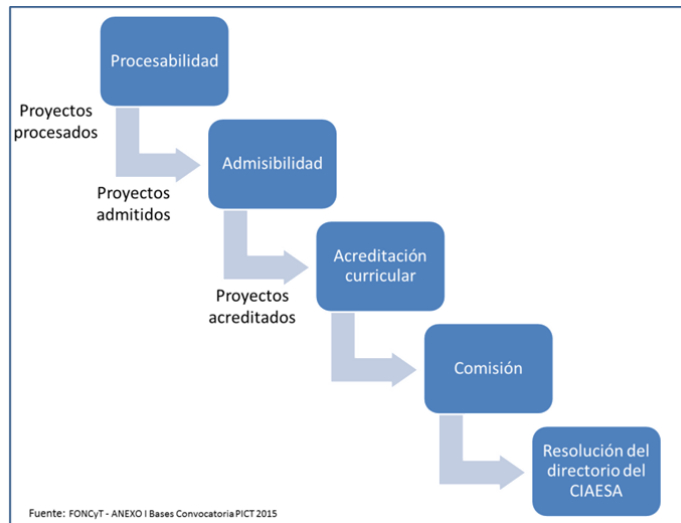 Procesabilidad
Proyectos
procesados
Admisibilidad
Proyectos
admitidos
Acreditación
curricular
Proyectos
acreditados
Comisión
Resolución del
directorio del
CIAESA
Fuente: FONCyT - ANEXO I Bases Convocatoria PICT 2015